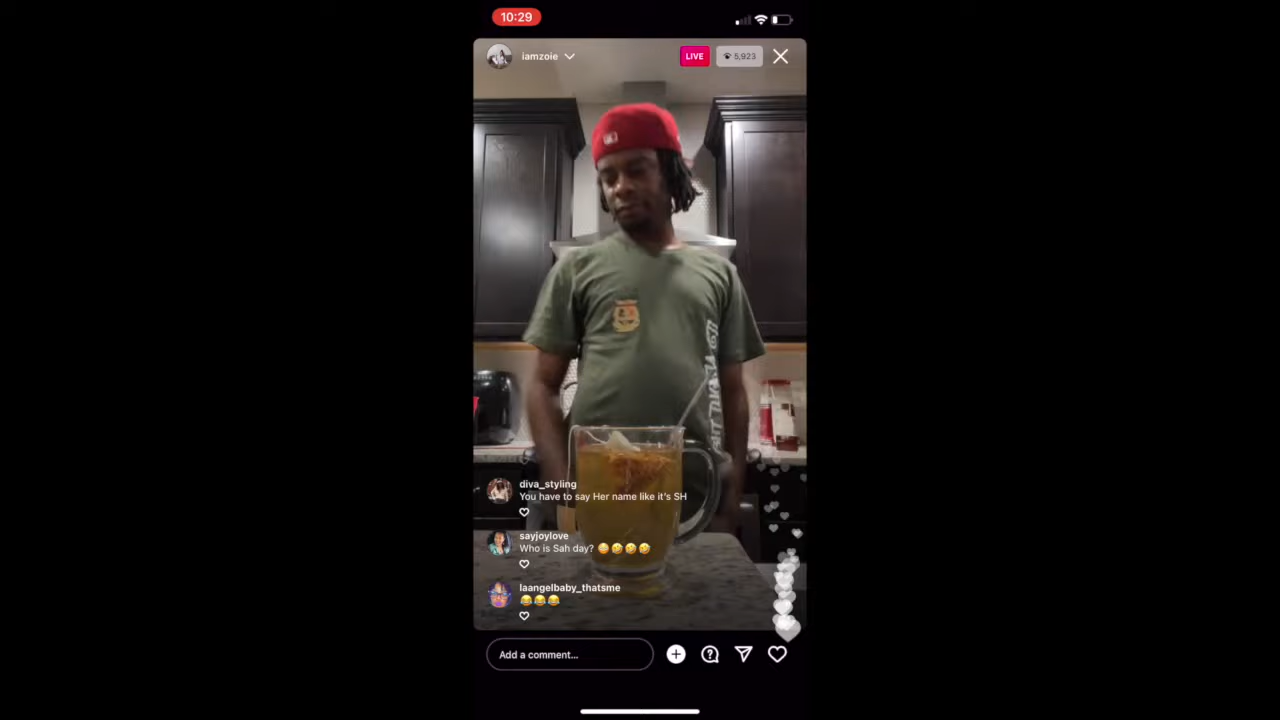 10:29
iamzoie
LIVE
5,923
diva_styling
You have to say Her name like it's SH
sayjoylove
Who is Sah day? 😳🤣🤣🤣
laangelbaby_thatsme
😂😂😂
Add a comment...